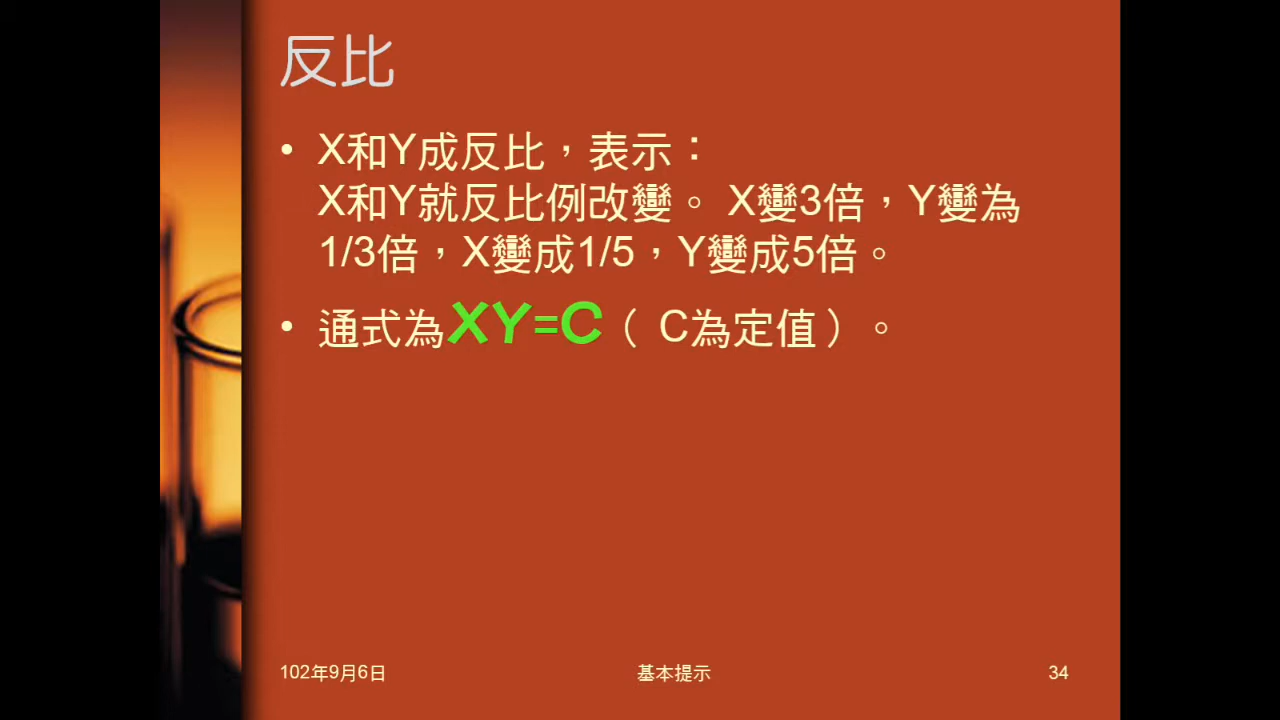 反比
• X和Y成反比，表示：
X和Y就反比例改變。 X變3倍，Y變為
1/3倍，X變成1/5，Y變成5倍。
• 通式為XY=C（ C為定值）。
102年9月6日
基本提示
34